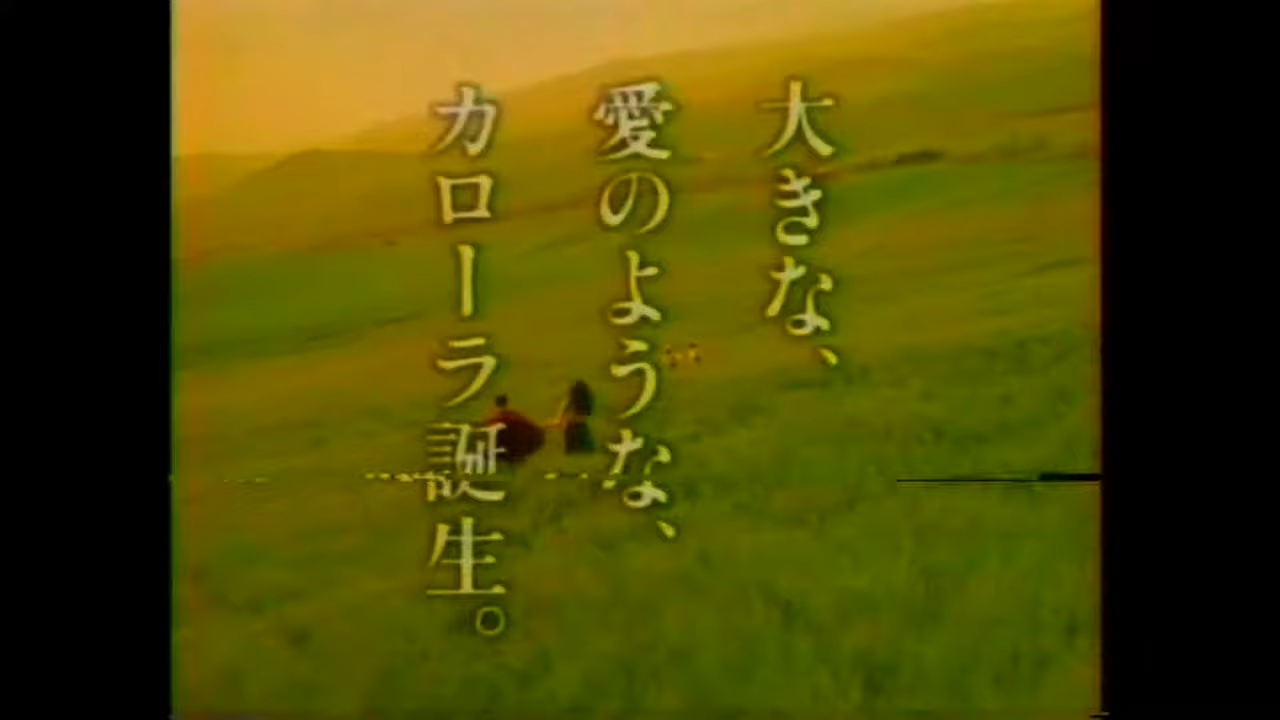 大きな、
愛のような、
カローラ誕生。